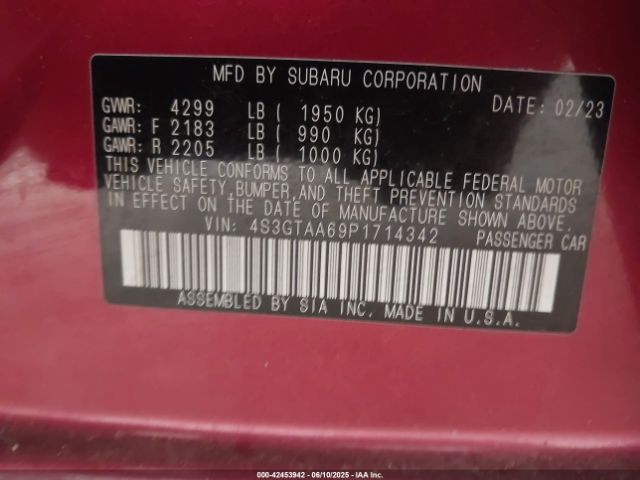 MFD BY SUBARU CORPORATION
GVWR: 4299 LB ( 1950 KG) DATE: 02/23
GAWR: F 2183 LB ( 990 KG)
GAWR: R 2205 LB ( 1000 KG)
THIS VEHICLE CONFORMS TO ALL APPLICABLE FEDERAL MOTOR
VEHICLE SAFETY, BUMPER, AND THEFT PREVENTION STANDARDS
IN EFFECT ON THE DATE OF MANUFACTURE SHOWN ABOVE.
VIN: 4S3GTAA69P1714342 PASSENGER CAR
ASSEMBLED BY SIA INC. MADE IN U.S.A.
000-42453942 - 06/10/2025 - IAAI Inc.